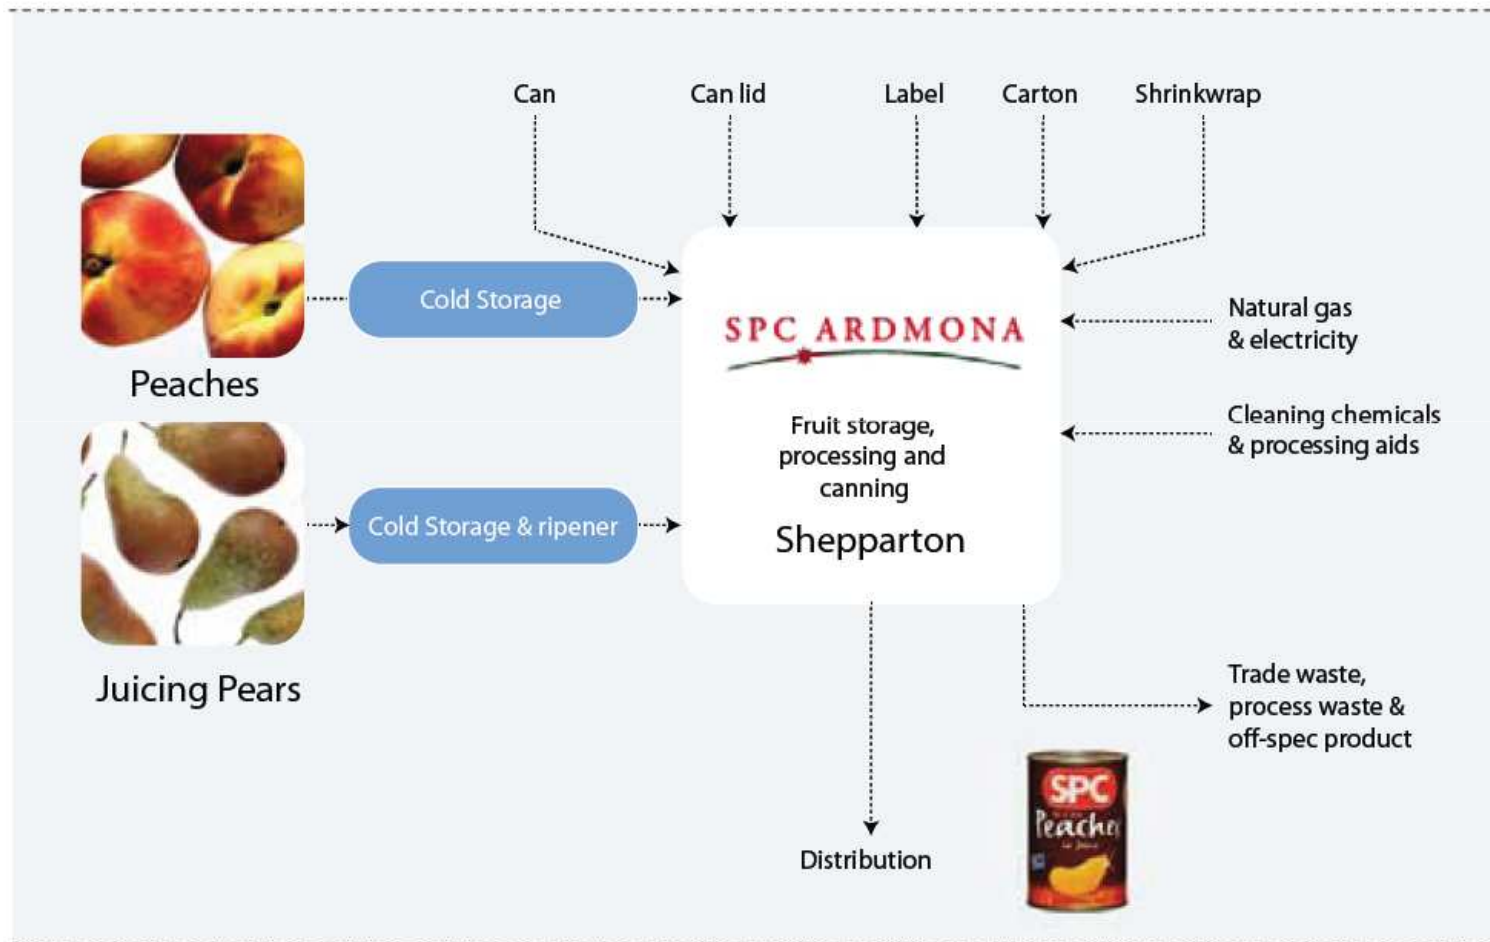 Can
Can lid
Label
Carton
Shrinkwrap
Peaches
Cold Storage
SPC ARDMONA
Natural gas
& electricity
Cleaning chemicals
& processing aids
Fruit storage,
processing and
canning
Shepparton
Cold Storage & ripener
Juicing Pears
Trade waste,
process waste &
off-spec product
Distribution
SPC